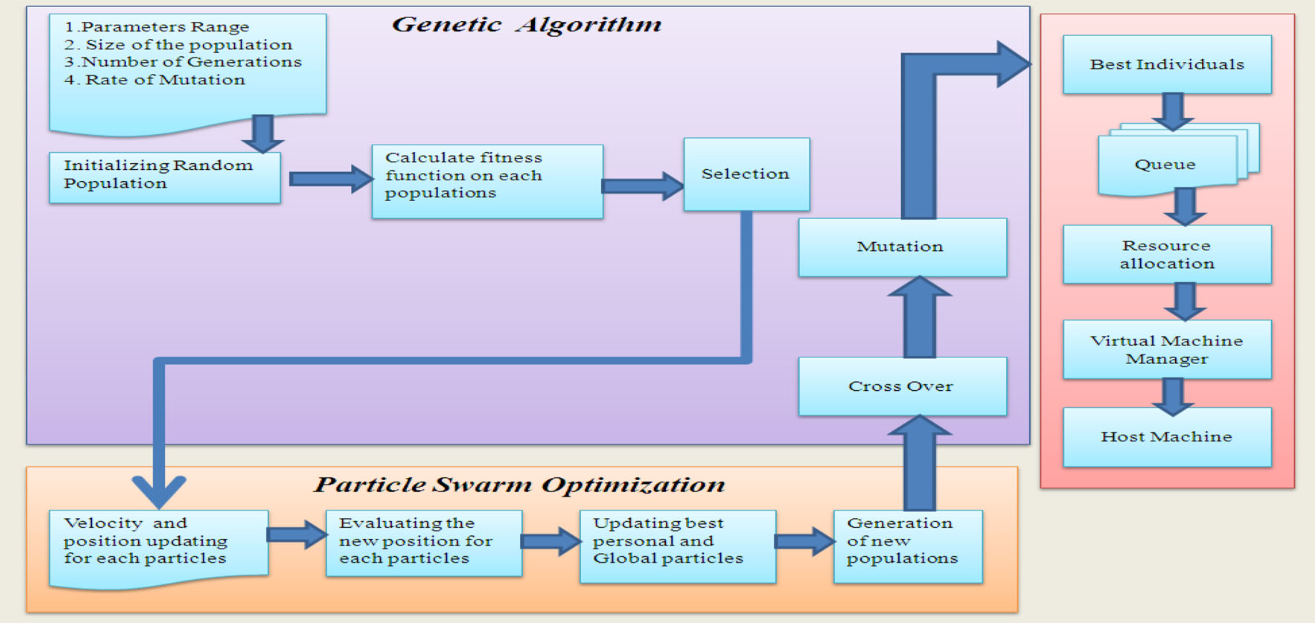 Genetic Algorithm
1.Parameters Range
2. Size of the population
3.Number of Generations
4. Rate of Mutation
Initializing Random
Population
Calculate fitness
function on each
populations
Selection
Mutation
Cross Over
Particle Swarm Optimization
Velocity and
position updating
for each particles
Evaluating the
new position for
each particles
Updating best
personal and
Global particles
Generation
of new
populations
Best Individuals
Queue
Resource
allocation
Virtual Machine
Manager
Host Machine